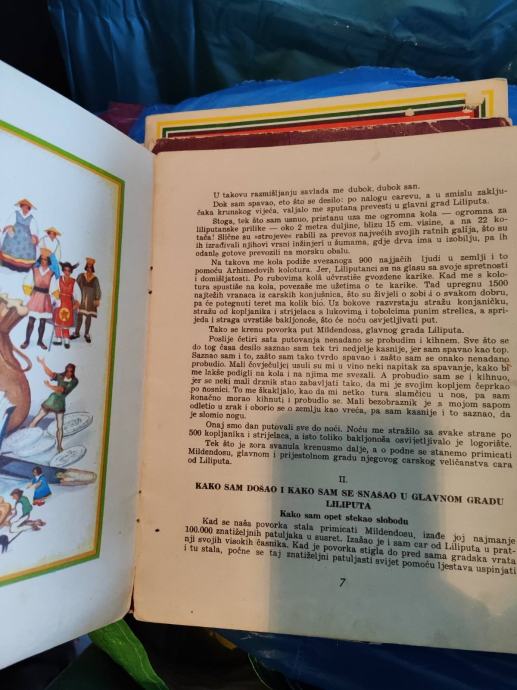 U takovu razmišljanju savlada me dubok, dubok san.
Dok sam spavao, eto što se desilo: po nalogu carevu, a u smislu zaklju-
čaka krunskog vijeća, valjalo me sputana prevesti u glavni grad Liliputa.
Stoga, tek što sam usnuo, pristanu uza me ogromna kola — ogromna za
liliputanske prilike — oko 2 metra duljine, blizu 15 cm. visine, a na 22 ko-
tača! Slične su »strojeve« rabili za prevoz najvećih svojih ratnih galija, što su
ih izrađivali njihovi vrsni inžinjeri u šumama, gdje drva ima u izobilju, pa ih
odanle gotove prevozili na morsku obalu.
Na takova me kola podiže svezanoga 900 najjačih ljudi u zemlji i to
pomoću Arhimedovih kolotura. Jer, Liliputanci su na glasu sa svoje spretnosti
i domišljatosti. Po rubovima kola učvrstiše gvozdene karike. Kad me s kolo-
tura spustiše na kola, povezaše me užetima o te karike. Tad upregnu 1500
najtežih vranaca iz carskih konjušnica, što su živjeli o zobi i o svakom dobru,
pa će potegnuti teret ma kolik bio. Uz bokove razvrstaju stražu konjaničku,
stražu od kopljanika i strijelaca s lukovima i tobolcima punim strelica, a spri-
jeda i straga uvrstiše bakljonoše, što će noću osvjetljivati put.
Tako se krenu povorka put Mildendosa, glavnog grada Liliputa.
Poslije četiri sata putovanja nenadano se probudim i kihnem. Sve što se
do tog časa desilo saznao sam tek tri nedjelje kasnije, jer sam spavao kao top.
Saznao sam i to, zašto sam tako tvrdo spavao i zašto sam se onako nenadano
probudio. Mali čovječuljci usuli su mi u vino neki napitak za spavanje, kako bi
me lakše podigli na kola i na njima me svezali. A probudio sam se i kihnuo,
jer se neki mali drznik stao zabavljati tako, da mi je svojim kopljem čeprkao
po nosnici. To me škakljalo, kao da mi netko tura slamčicu u nos, pa sam
konačno morao kihnuti i probudio se. Mali bezobraznik je s mojom sapom
odletio u zrak i oborio se o zemlju kao vreća, pa sam kasnije i to saznao, da
je slomio nogu.
Onaj smo dan putovali sve do noći. Noću me stražilo sa svake strane po
500 kopljanika i strijelaca, a isto toliko bakljonoša osvijetljivalo je logorište.
Tek što je zora svanula krenusmo dalje, a o podne se stanemo primicati
Mildendosu, glavnom i prijestolnom gradu njegovog carskog veličanstva cara
od Liliputa.
II.
KAKO SAM DOŠAO I KAKO SAM SE SNAŠAO U GLAVNOM GRADU
LILIPUTA
Kako sam opet stekao slobodu
Kad se naša povorka stala primicati Mildendosu, izađe joj najmanje
100.000 znatiželjnih patuljaka u susret. Izašao je i sam car od Liliputa u prat-
nji svojih visokih časnika. Kad je povorka stigla do pred sama gradska vrata
i tu stala, počne se taj znatiželjni patuljasti svijet pomoću ljestava uspinjati
7